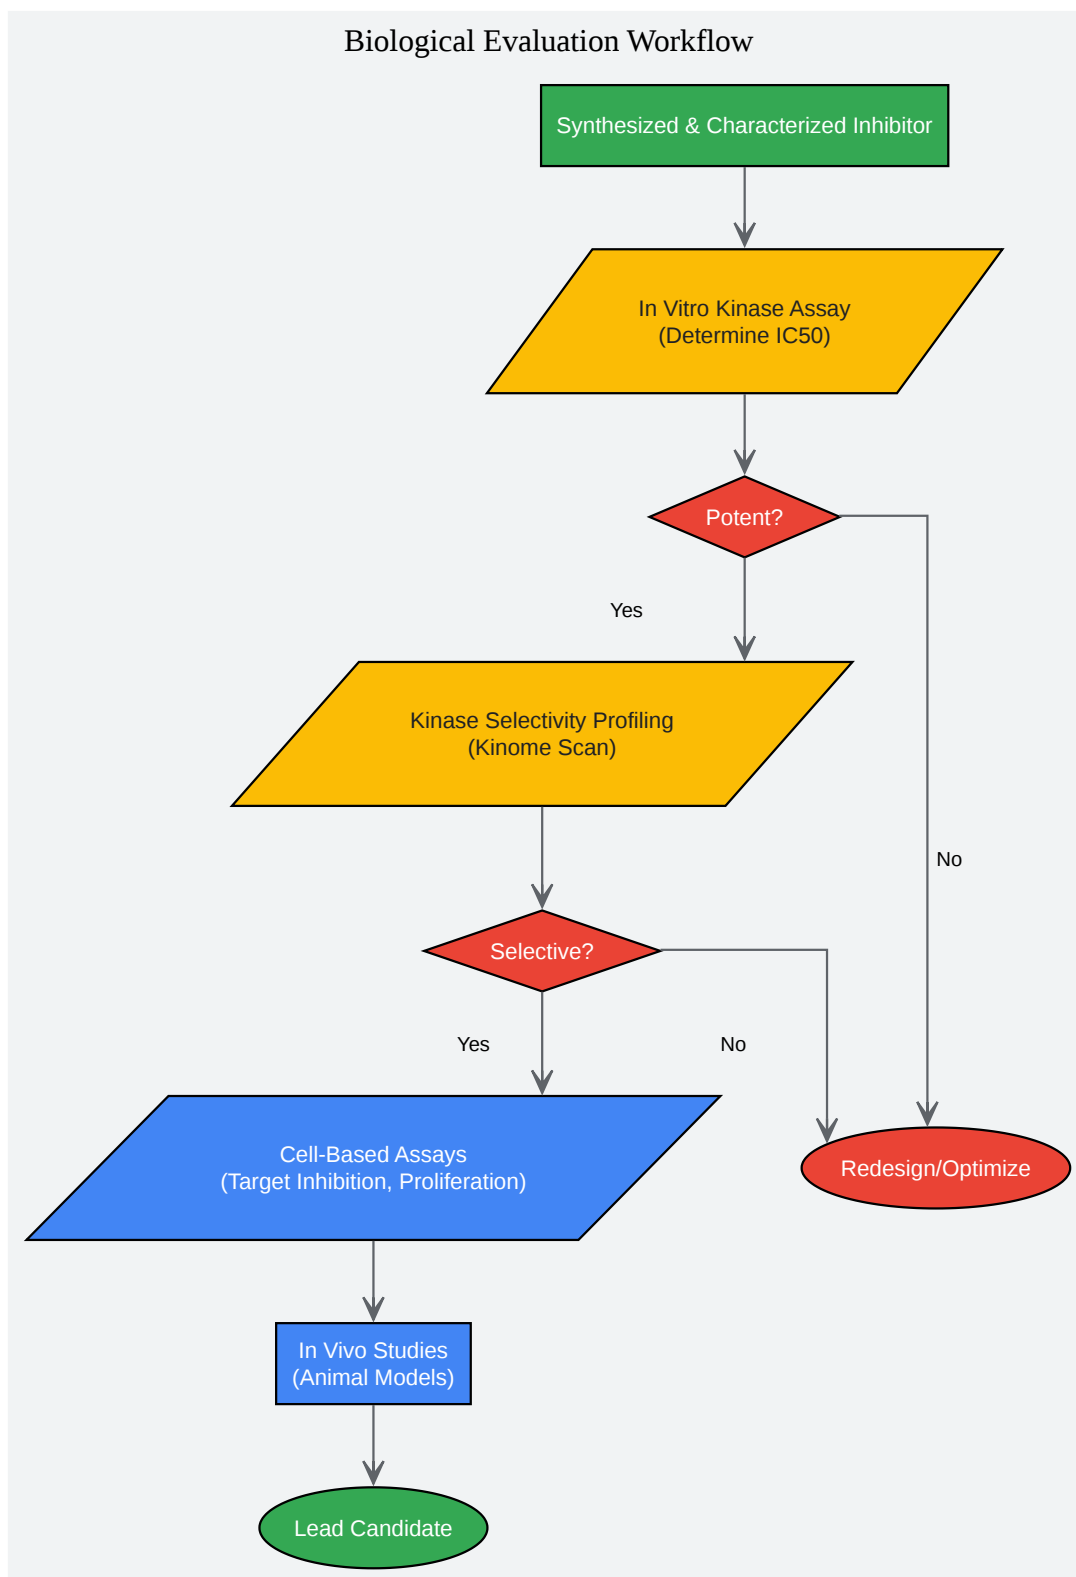 Biological Evaluation Workflow
Synthesized & Characterized Inhibitor
In Vitro Kinase Assay
(Determine IC50)
Potent?
Yes
Kinase Selectivity Profiling
(Kinome Scan)
No
Selective?
Yes
No
Cell-Based Assays
(Target Inhibition, Proliferation)
Redesign/Optimize
In Vivo Studies
(Animal Models)
Lead Candidate